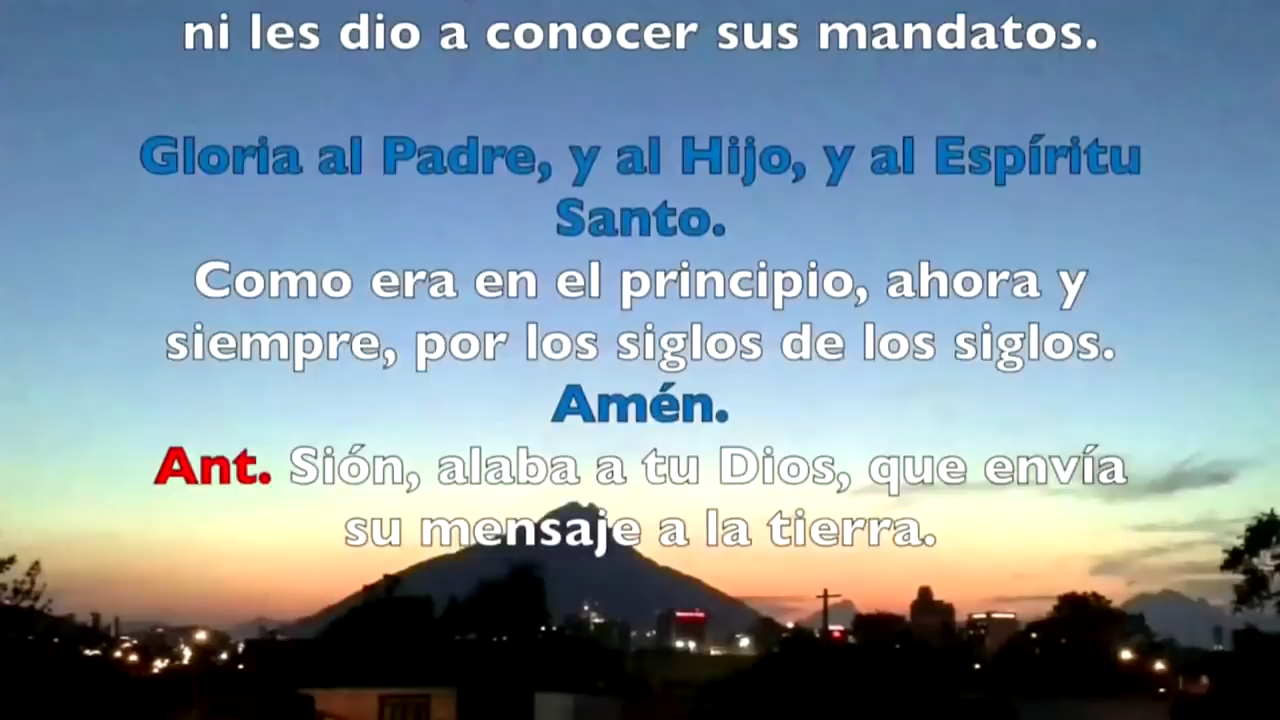 ni les dio a conocer sus mandatos.
Gloria al Padre, y al Hijo, y al Espíritu
Santo.
Como era en el principio, ahora y
siempre, por los siglos de los siglos.
Amén.
Ant. Sión, alaba a tu Dios, que envía
su mensaje a la tierra.